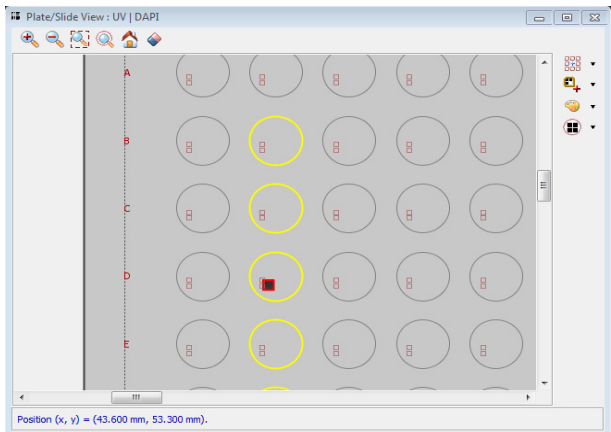 Plate/Slide View : UV | DAPI
A
B
C
D
E
Position (x, y) = (43.600 mm, 53.300 mm).